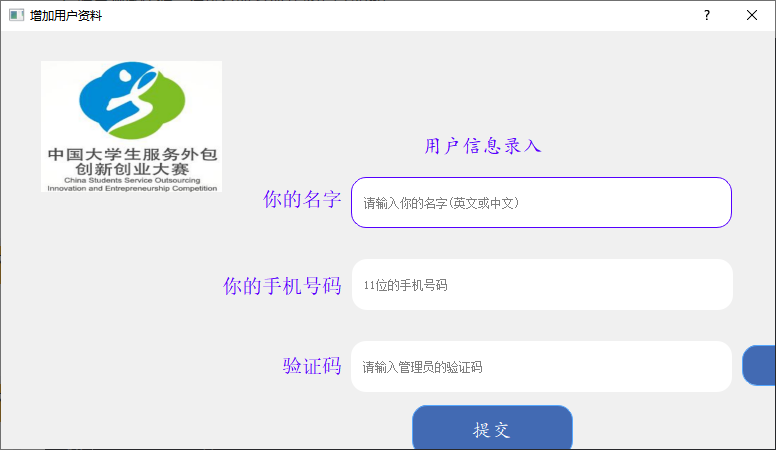 增加用户资料
?
中国大学生服务外包
创新创业大赛
China Students Service Outsourcing
Innovation and Entrepreneurship Competition
用户信息录入
你的名字
请输入你的名字(英文或中文)
你的手机号码
11位的手机号码
验证码
请输入管理员的验证码
提交